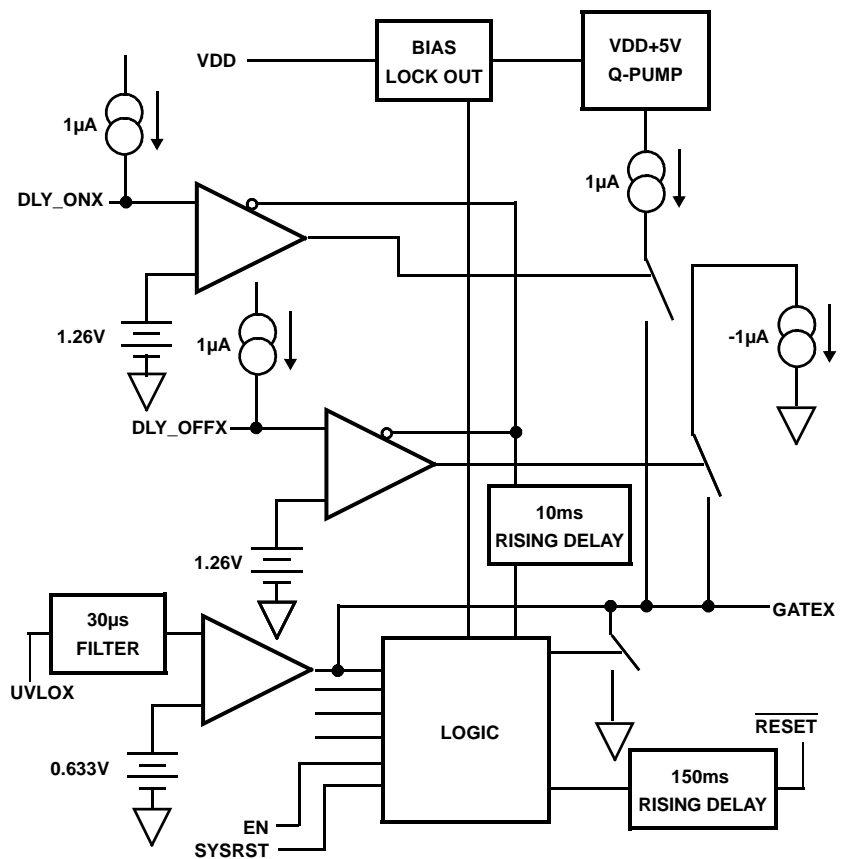 VDD
BIAS
LOCK OUT
VDD+5V
Q-PUMP
1µA
1µA
DLY_ONX
1.26V
1µA
-1µA
DLY_OFFX
1.26V
10ms
RISING DELAY
30µs
FILTER
GATEX
UVLOX
LOGIC
RESET
0.633V
150ms
RISING DELAY
EN
SYSRST